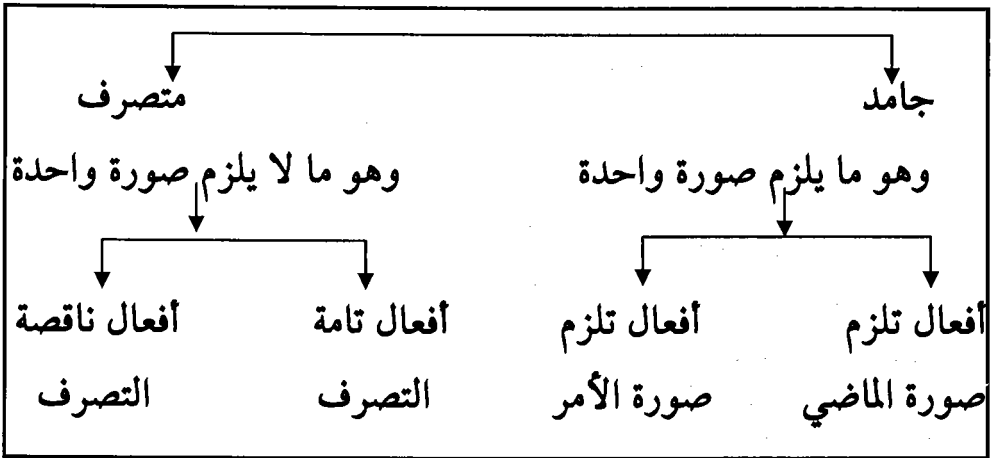 جامد
متصرف
وهو ما يلزم صورة واحدة
وهو ما لا يلزم صورة واحدة
أفعال تلزم
صورة الماضي
أفعال تلزم
صورة الأمر
أفعال تامة
التصرف
أفعال ناقصة
التصرف